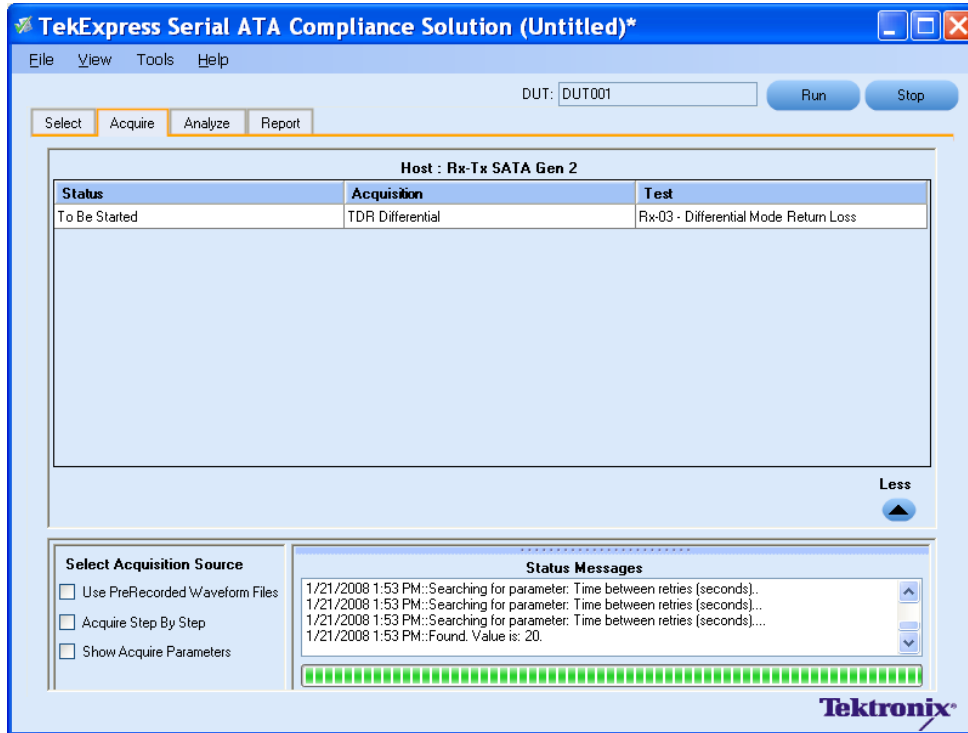 TekExpress Serial ATA Compliance Solution (Untitled)*
File View Tools Help
DUT: DUT001 Run Stop
Select Acquire Analyze Report
Host : Rx-Tx SATA Gen 2
Status Acquisition Test
To Be Started TDR Differential Rx-03 - Differential Mode Return Loss
Less
Select Acquisition Source
Use PreRecorded Waveform Files
Acquire Step By Step
Show Acquire Parameters
Status Messages
1/21/2008 1:53 PM::Searching for parameter: Time between retries (seconds)..
1/21/2008 1:53 PM::Searching for parameter: Time between retries (seconds)...
1/21/2008 1:53 PM::Searching for parameter: Time between retries (seconds)....
1/21/2008 1:53 PM::Found. Value is: 20.
Tektronix®